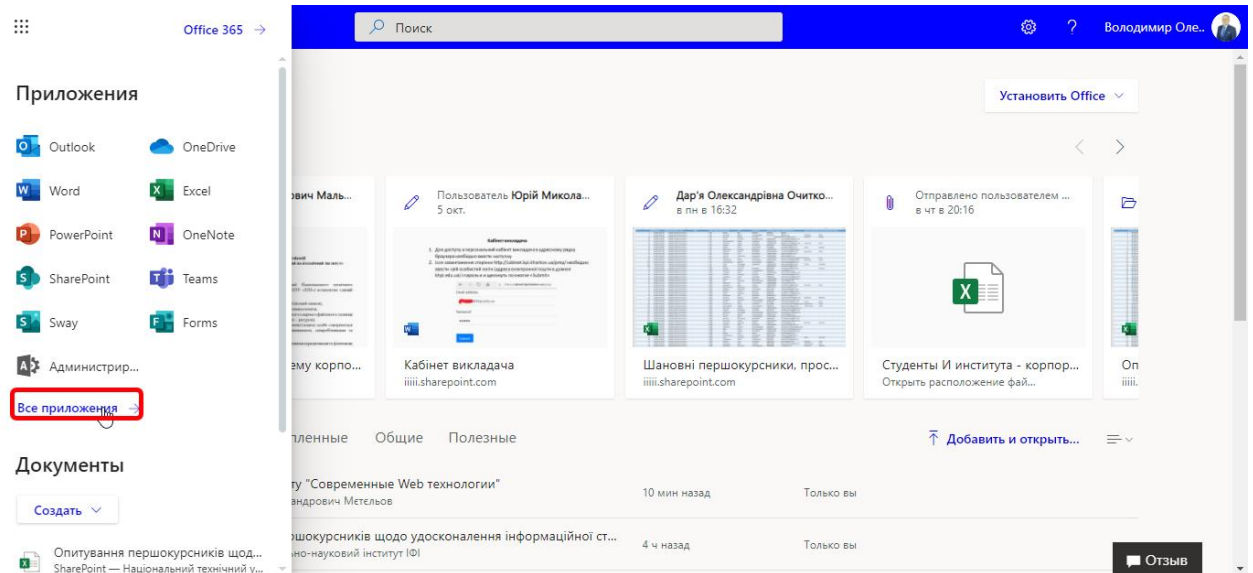 Office 365 →
Поиск
?
Володимир Оле..
Приложения
Установить Office
Outlook
OneDrive
Word
Excel
PowerPoint
OneNote
SharePoint
Teams
Sway
Forms
Администрир...
Все приложения →
ович Маль...
Пользователь Юрій Микола...
5 окт.
Дар'я Олександрівна Очитко...
в пн в 16:32
Отправлено пользователем ...
в чт в 20:16
Кабінет викладача
ему корпо...
Кабінет викладача
iiiii.sharepoint.com
Шановні першокурсники, прос...
iiiii.sharepoint.com
Студенты И института - корпор...
Открыть расположение фай...
Оп
iiiii.
пленные
Общие
Полезные
Добавить и открыть...
Документы
Создать
ту "Современные Web технологии"
андрович Мєтєльов
10 мин назад
Только вы
ршокурсників щодо удосконалення інформаційної ст...
но-науковий інститут ІФІ
4 ч назад
Только вы
Опитування першокурсників щод...
SharePoint — Національний технічний у...
Отзыв